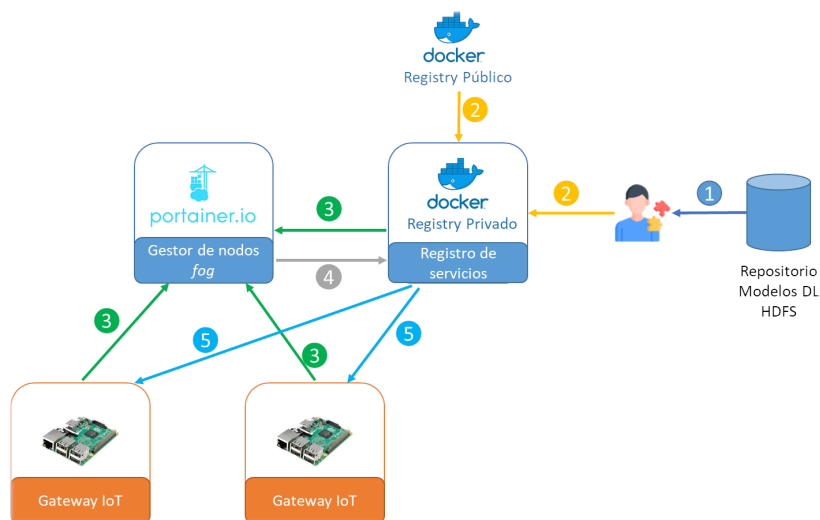 docker
Registry Público
2
portainer.io
Gestor de nodos
fog
3
docker
Registry Privado
Registro de
servicios
2
1
Repositorio
Modelos DL
HDFS
4
3
5
3
5
Gateway IoT
Gateway IoT